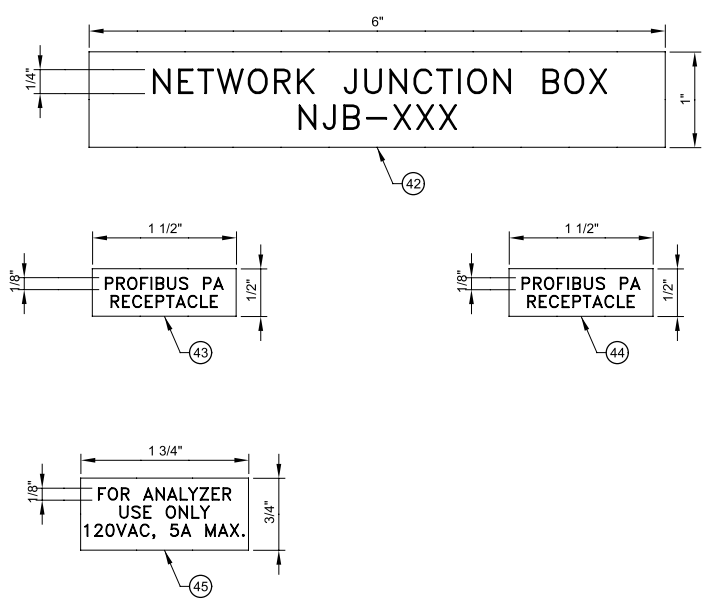 6"
1/4"
NETWORK JUNCTION BOX
NJB-XXX
1"
42
1 1/2"
1/8"
PROFIBUS PA
RECEPTACLE
1/2"
43
1 1/2"
1/8"
PROFIBUS PA
RECEPTACLE
1/2"
44
1 3/4"
1/8"
FOR ANALYZER
USE ONLY
120VAC, 5A MAX.
3/4"
45